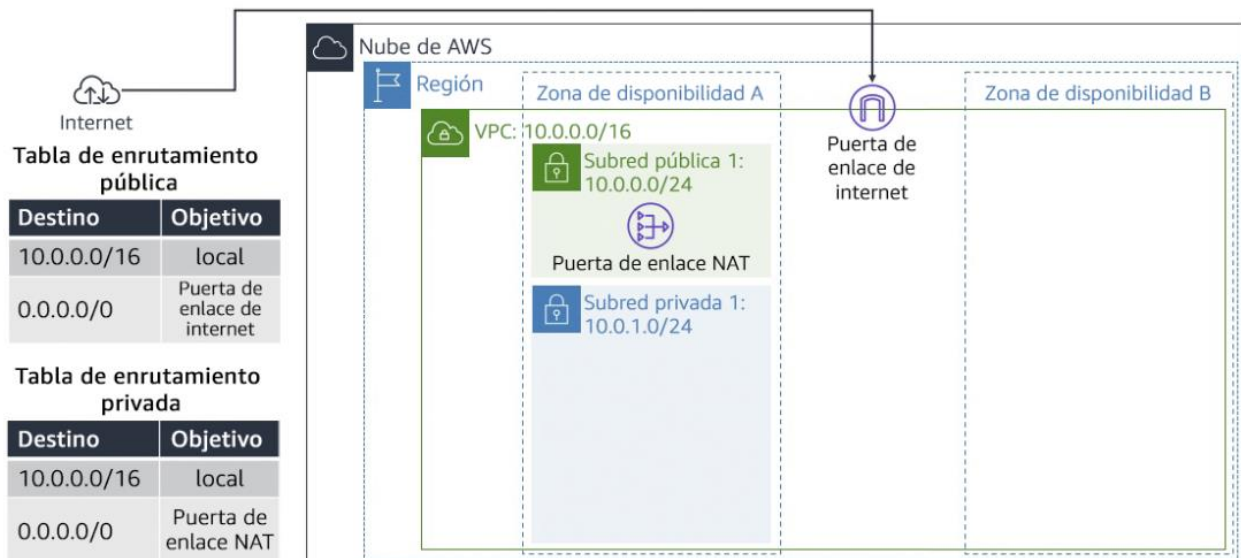 Nube de AWS
Región
Zona de disponibilidad A
Zona de disponibilidad B
Internet
VPC: 10.0.0.0/16
Puerta de
enlace de
internet
Subred pública 1:
10.0.0.0/24
Puerta de enlace NAT
Subred privada 1:
10.0.1.0/24
Tabla de enrutamiento
pública
Destino Objetivo
10.0.0.0/16 local
0.0.0.0/0 Puerta de
enlace de
internet
Tabla de enrutamiento
privada
Destino Objetivo
10.0.0.0/16 local
0.0.0.0/0 Puerta de
enlace NAT